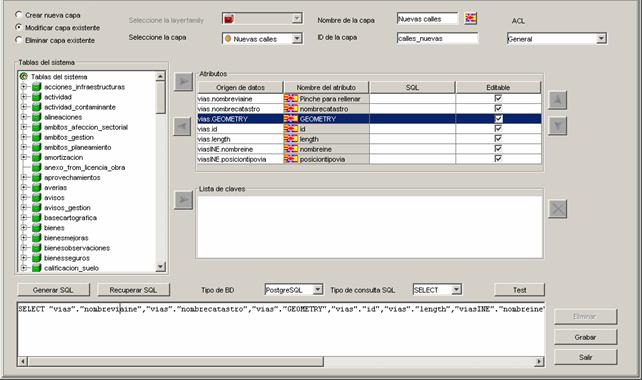 Crear nueva capa
Modificar capa existente
Eliminar capa existente
Seleccione la layerfamily
Seleccione la capa
Nuevas calles
Nombre de la capa
Nuevas calles
ID de la capa
calles_nuevas
ACL
General
Tablas del sistema
Tablas del sistema
acciones_infraestructuras
actividad
actividad_contaminante
alineaciones
ambitos_afeccion_sectorial
ambitos_gestion
ambitos_planeamiento
amortizacion
anexo_from_licencia_obra
aprovechamientos
averias
avisos
avisos_gestion
basecartografica
bienes
bienesmejoras
bienesobservaciones
bienesseguros
calificacion_suelo
Atributos
Origen de datos Nombre del atributo SQL Editable
vias.nombreviaine Pinche para rellenar
vias.nombrecatastro nombrecatastro
vias.GEOMETRY GEOMETRY
vias.id id
vias.length length
viasINE.nombreine nombreine
viasINE.posiciontipovia posiciontipovia
Lista de claves
Generar SQL
Recuperar SQL
Tipo de BD
PostgreSQL
Tipo de consulta SQL
SELECT
Test
SELECT "vias"."nombreviaine","vias"."nombrecatastro","vias"."GEOMETRY","vias"."id","vias"."length","viasINE"."nombreine"
Eliminar
Grabar
Salir